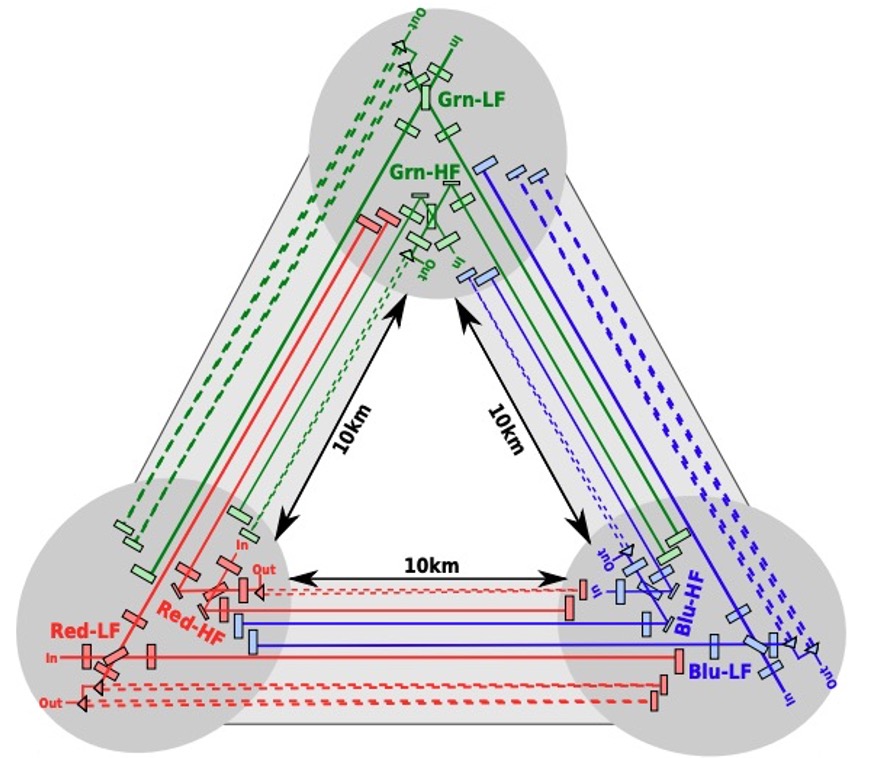 Out
In
Grn-LF
Grn-HF
Out
In
10km
10km
10km
In
Out
Out
In
Red-LF
Red-HF
Blu-HF
In
Blu-LF
Out
Out
In